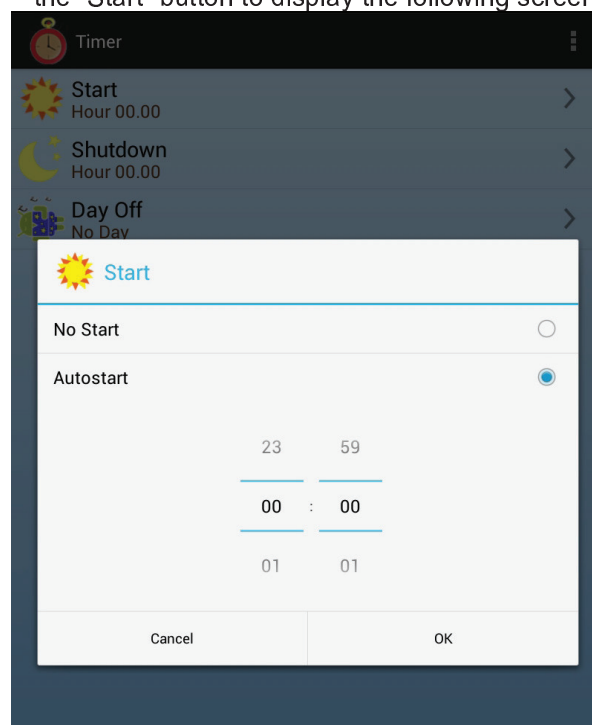 the "Start" button to display the following screen
Timer
Start
Hour 00.00
Shutdown
Hour 00.00
Day Off
No Day
Start
No Start
Autostart
23 59
00 : 00
01 01
Cancel OK